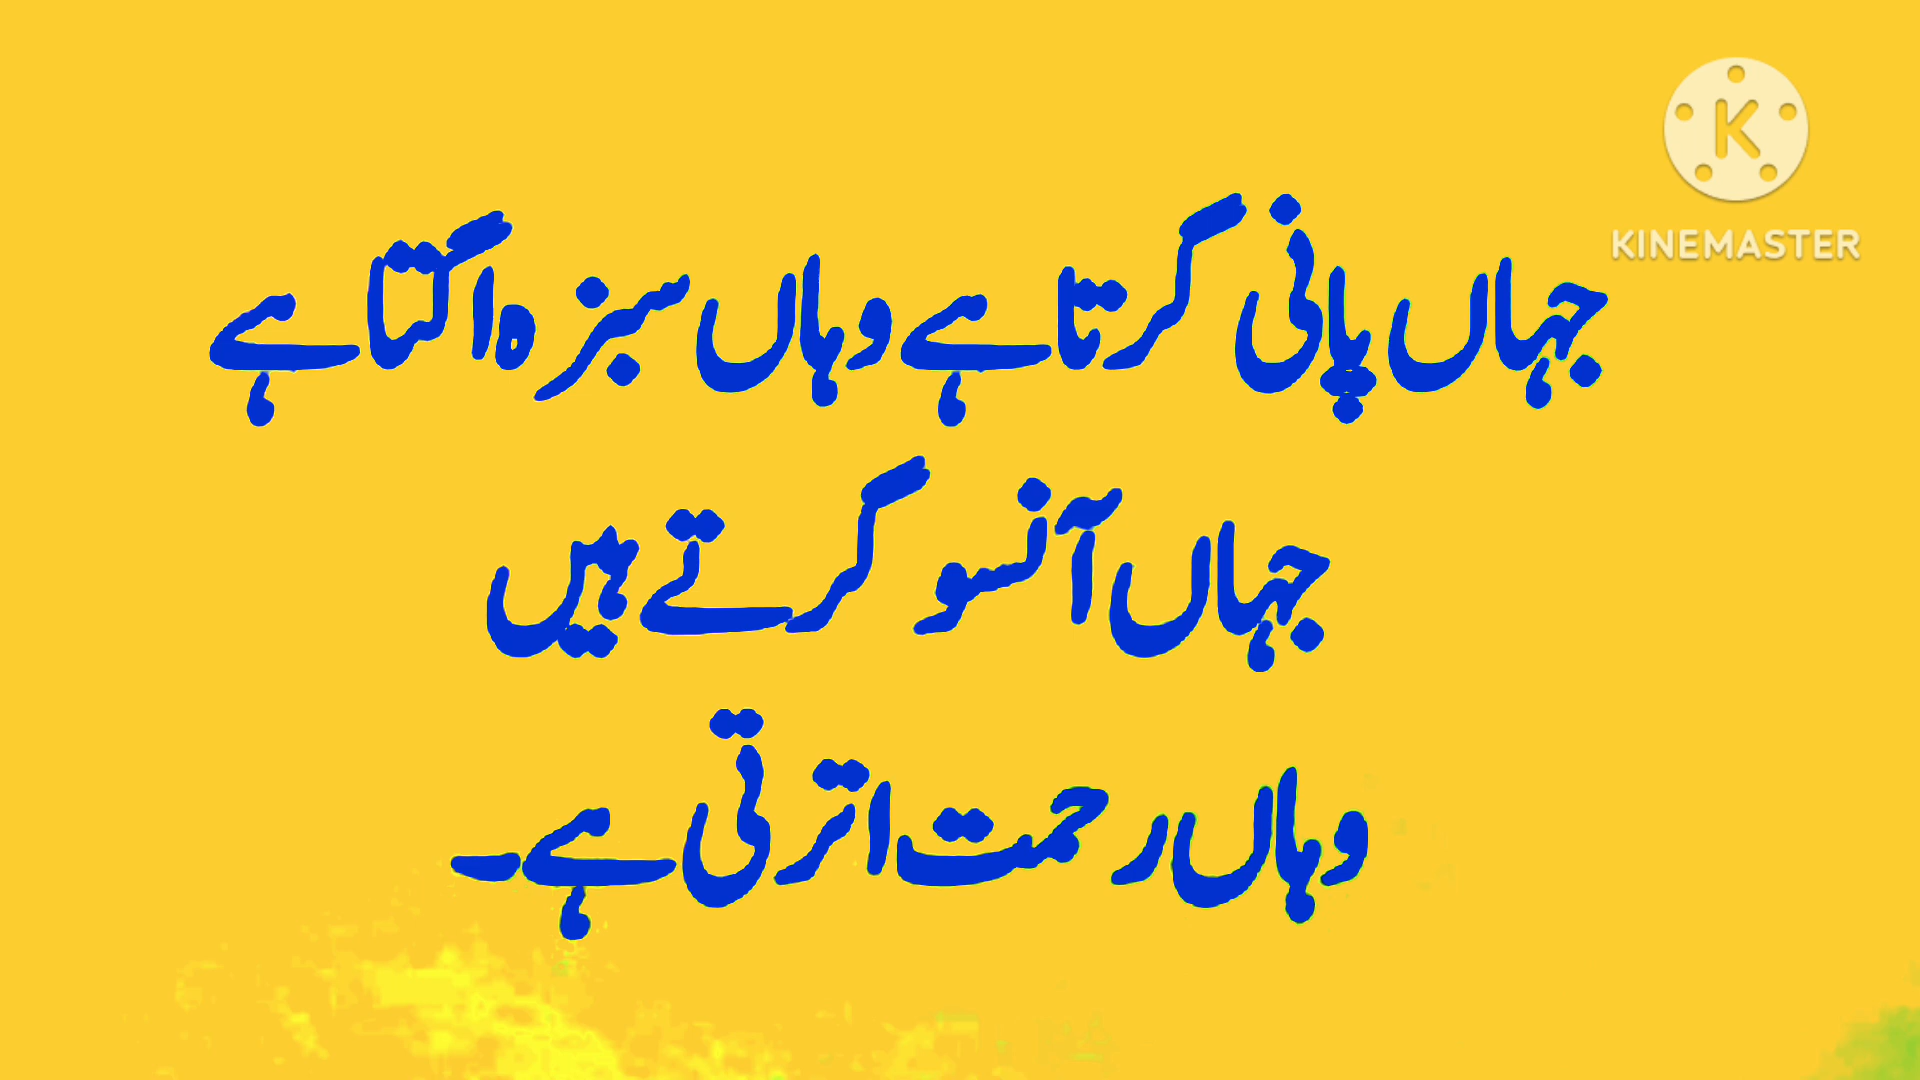 KINEMASTER
جہاں پانی گرتا ہے وہاں سبزہ اگتا ہے
جہاں آنسو گرتے ہیں
وہاں رحمت اترتی ہے۔